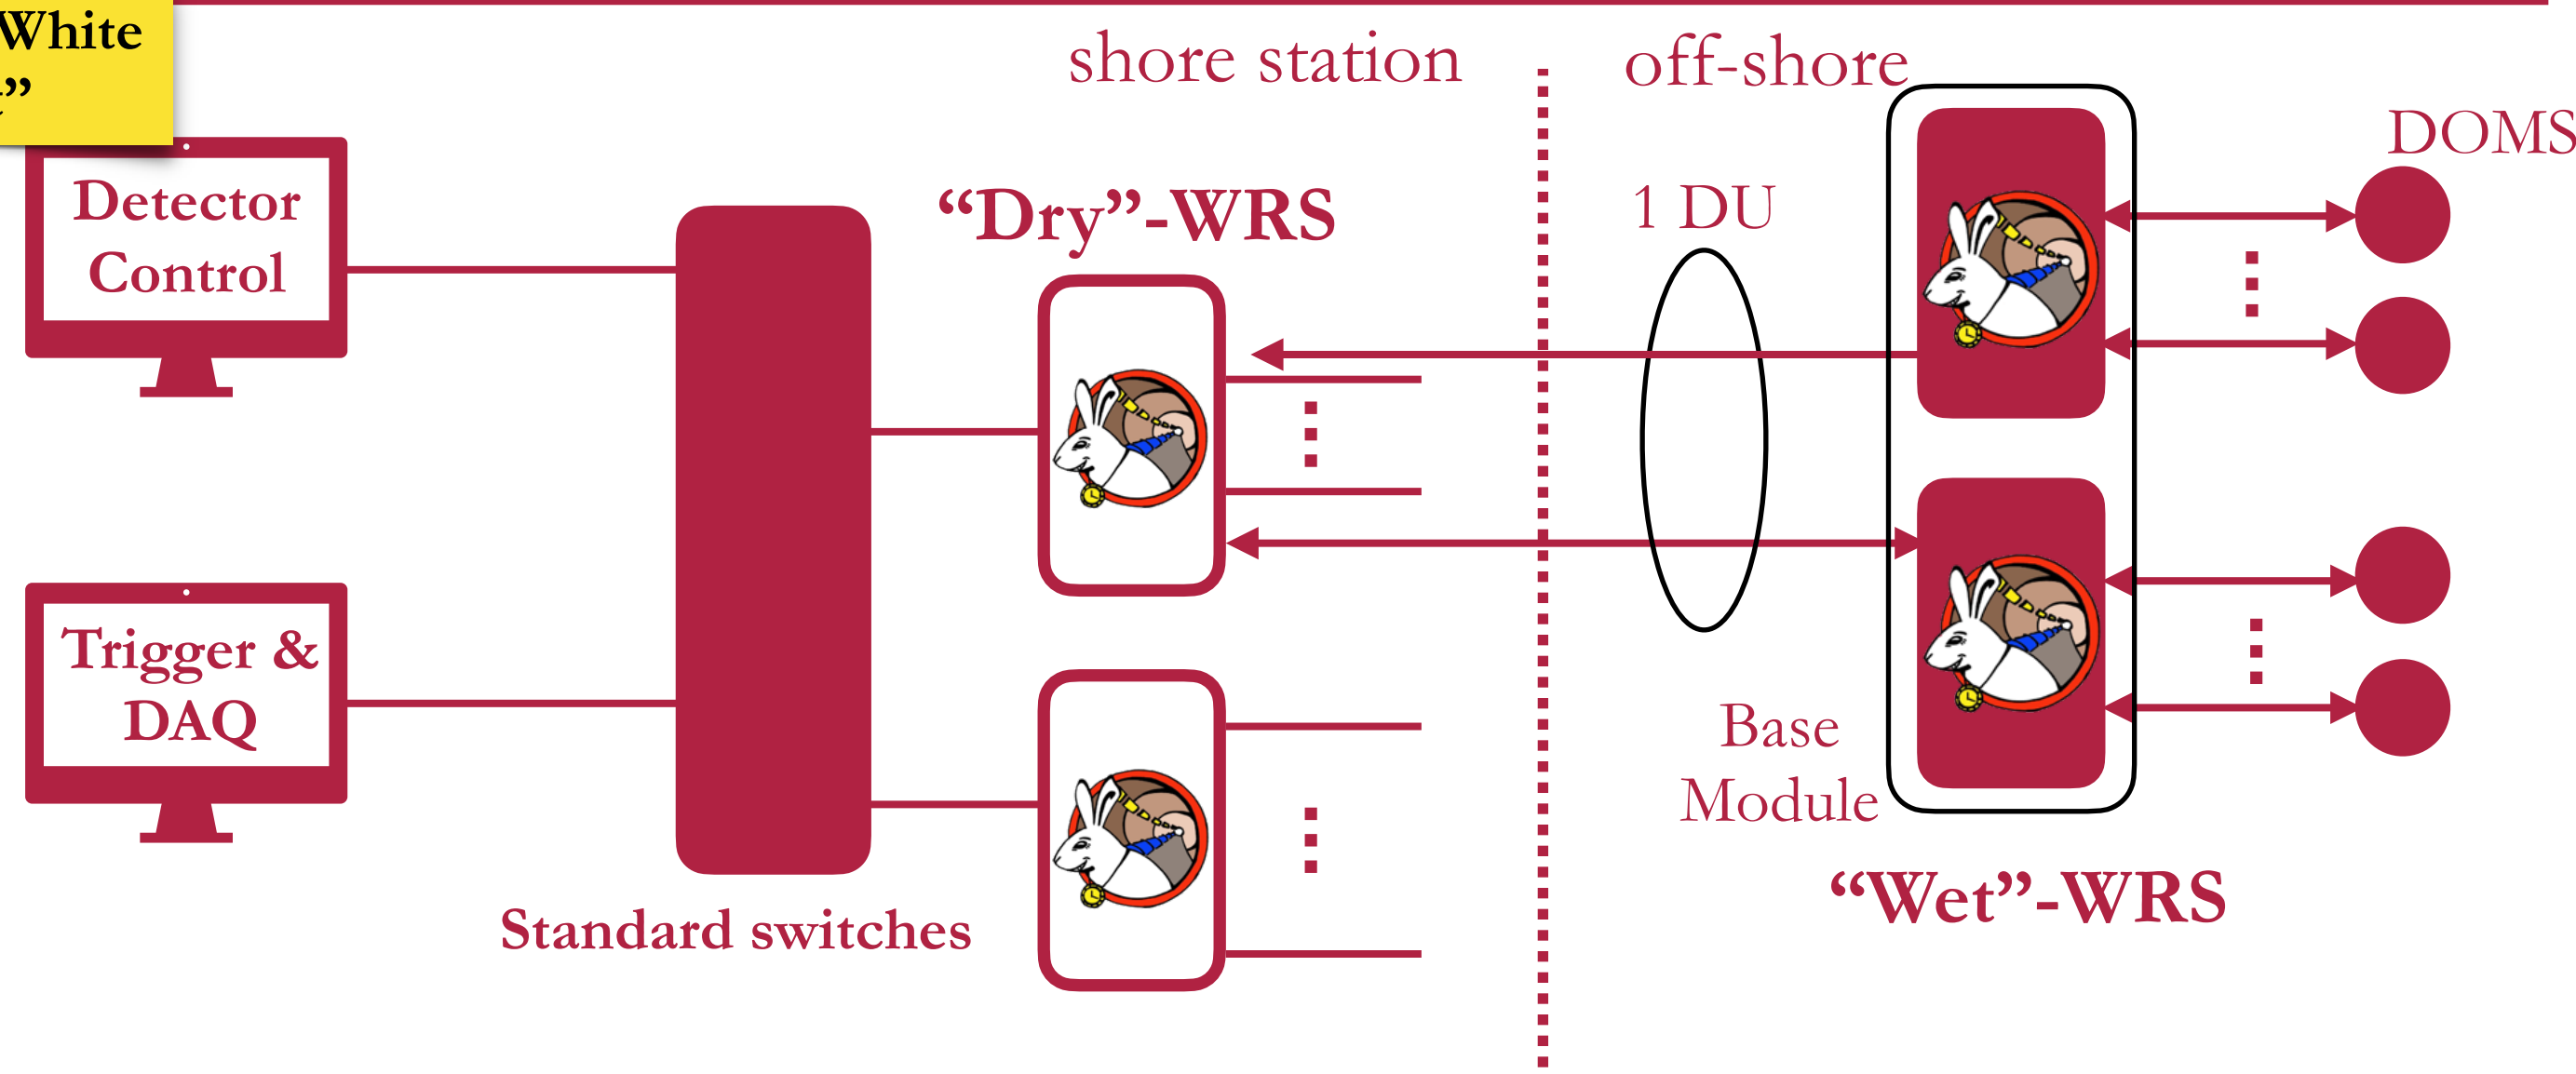 White
”
shore station
off-shore
DOMS
Detector
Control
“Dry”-WRS
1 DU
Trigger &
DAQ
Base
Module
Standard switches
“Wet”-WRS